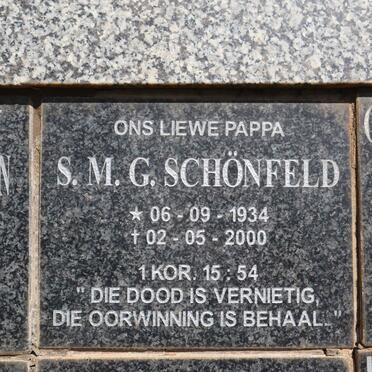 ONS LIEWE PAPPA
S. M. G. SCHÖNFELD
★ 06 - 09 - 1934
† 02 - 05 - 2000
1 KOR. 15 : 54
" DIE DOOD IS VERNIETIG,
DIE OORWINNING IS BEHAAL. "